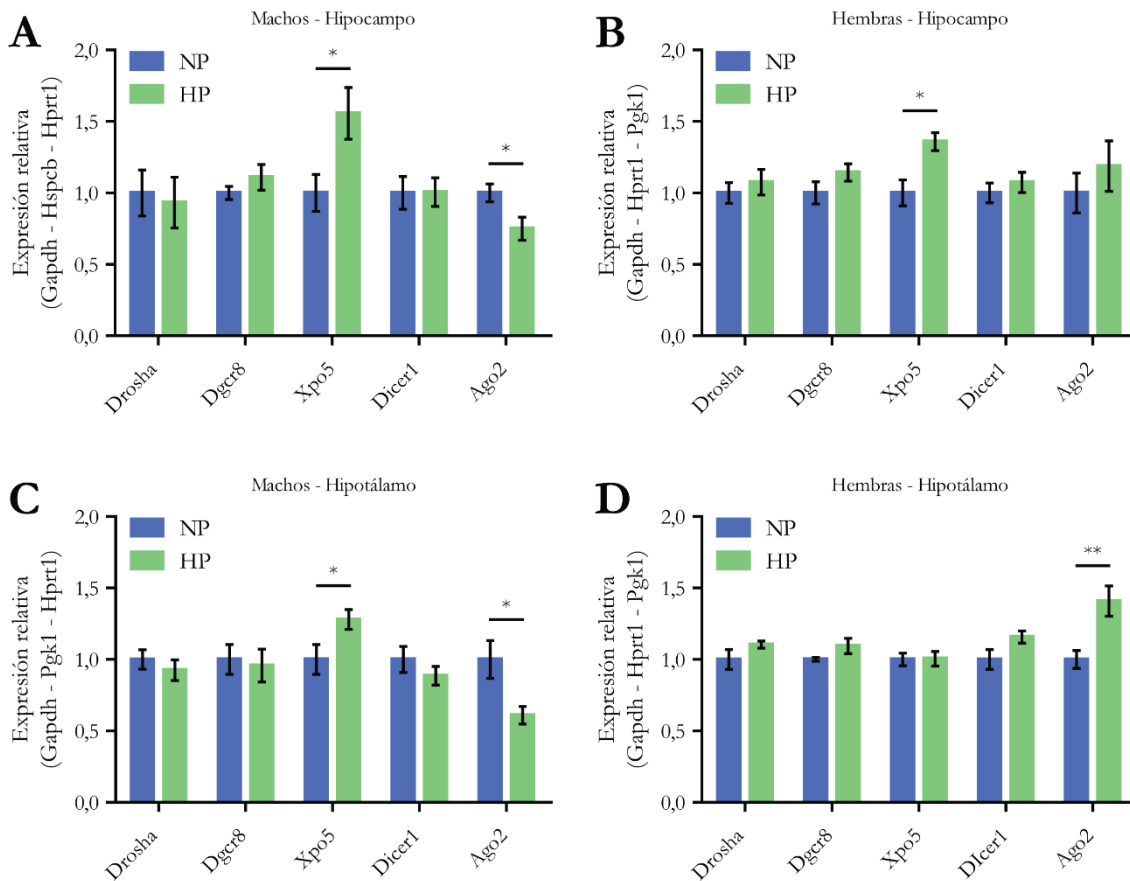 A
Machos - Hipocampo
Expresión relativa
(Gapdh - Hspcb - Hprt1)
2,0
1,5
1,0
0,5
0,0
NP
HP
*
*
Drosha
Dgcr8
Xpo5
Dicer1
Ago2
B
Hembras - Hipocampo
Expresión relativa
(Gapdh - Hprt1 - Pgk1)
2,0
1,5
1,0
0,5
0,0
NP
HP
*
Drosha
Dgcr8
Xpo5
Dicer1
Ago2
C
Machos - Hipotálamo
Expresión relativa
(Gapdh - Pgk1 - Hprt1)
2,0
1,5
1,0
0,5
0,0
NP
HP
*
*
Drosha
Dgcr8
Xpo5
Dicer1
Ago2
D
Hembras - Hipotálamo
Expresión relativa
(Gapdh - Hprt1 - Pgk1)
2,0
1,5
1,0
0,5
0,0
NP
HP
**
Drosha
Dgcr8
Xpo5
DIcer1
Ago2